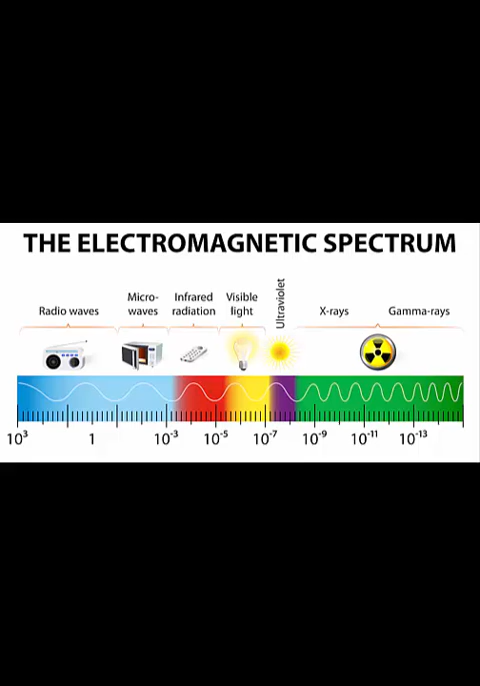 THE ELECTROMAGNETIC SPECTRUM
Radio waves
Micro-
waves
Infrared
radiation
Visible
light
Ultraviolet
X-rays
Gamma-rays
10³ 1 10⁻³ 10⁻⁵ 10⁻⁷ 10⁻⁹ 10⁻¹¹ 10⁻¹³